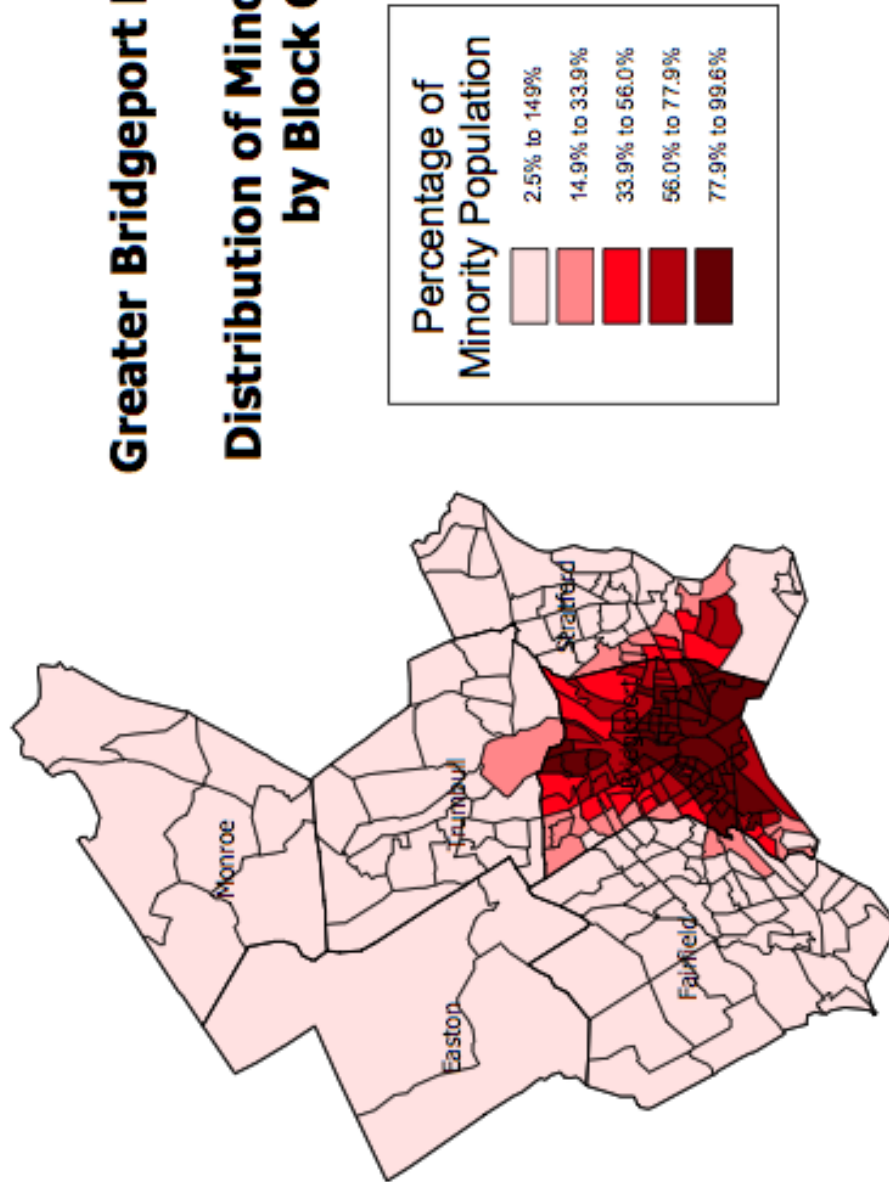 Greater Bridgeport
Distribution of
by Block
Percentage of
Minority Population
2.5% to 149%
14.9% to 33.9%
33.9% to 56.0%
56.0% to 77.9%
77.9% to 99.6%
Monroe
Trumbull
Easton
Stratford
Fairfield